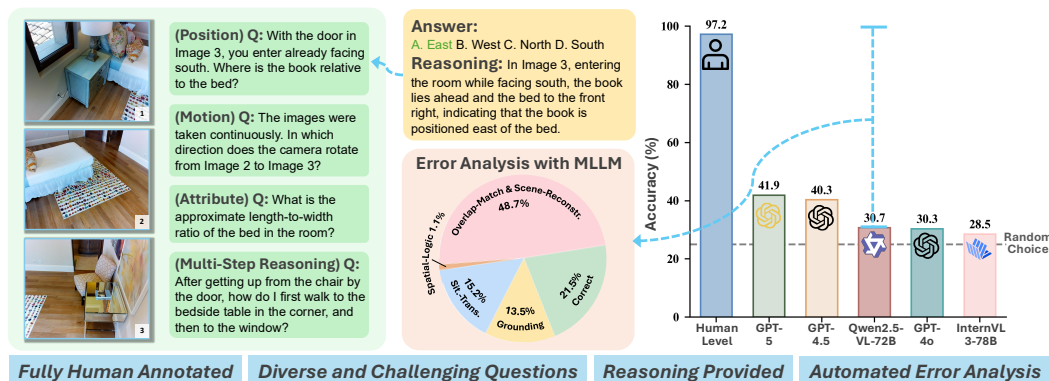 (Position) Q: With the door in
Image 3, you enter already facing
south. Where is the book relative
to the bed?
1
(Motion) Q: The images were
taken continuously. In which
direction does the camera rotate
from Image 2 to Image 3?
2
(Attribute) Q: What is the
approximate length-to-width
ratio of the bed in the room?
(Multi-Step Reasoning) Q:
After getting up from the chair by
the door, how do I first walk to the
bedside table in the corner, and
then to the window?
3
Answer:
A. East B. West C. North D. South
Reasoning: In Image 3, entering
the room while facing south, the book
lies ahead and the bed to the front
right, indicating that the book is
positioned east of the bed.
Error Analysis with MLLM
Overlap-Match & Scene-Reconstr.
48.7%
Spatial-Logic 1.1%
15.2%
Sit.-Trans.
13.5%
Grounding
21.5%
Correct
Accuracy (%)
100
80
60
40
20
0
97.2
41.9
40.3
30.7
30.3
28.5
Random
Choice
Human
Level
GPT-
5
GPT-
4.5
Qwen2.5-
VL-72B
GPT-
4o
InternVL
3-78B
Fully Human Annotated
Diverse and Challenging Questions
Reasoning Provided
Automated Error Analysis